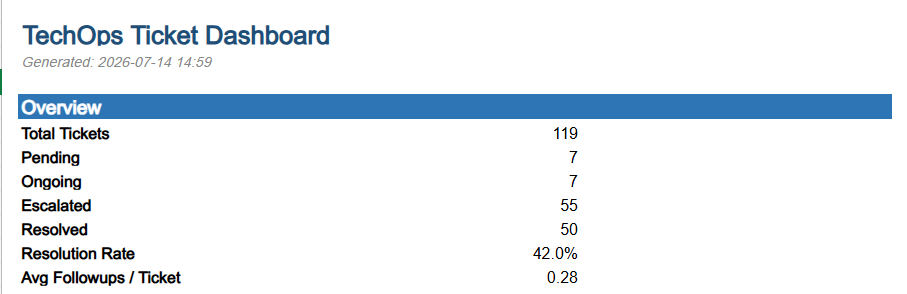 TechOps Ticket Dashboard
Generated: 2026-07-14 14:59
Overview
Total Tickets 119
Pending 7
Ongoing 7
Escalated 55
Resolved 50
Resolution Rate 42.0%
Avg Followups / Ticket 0.28